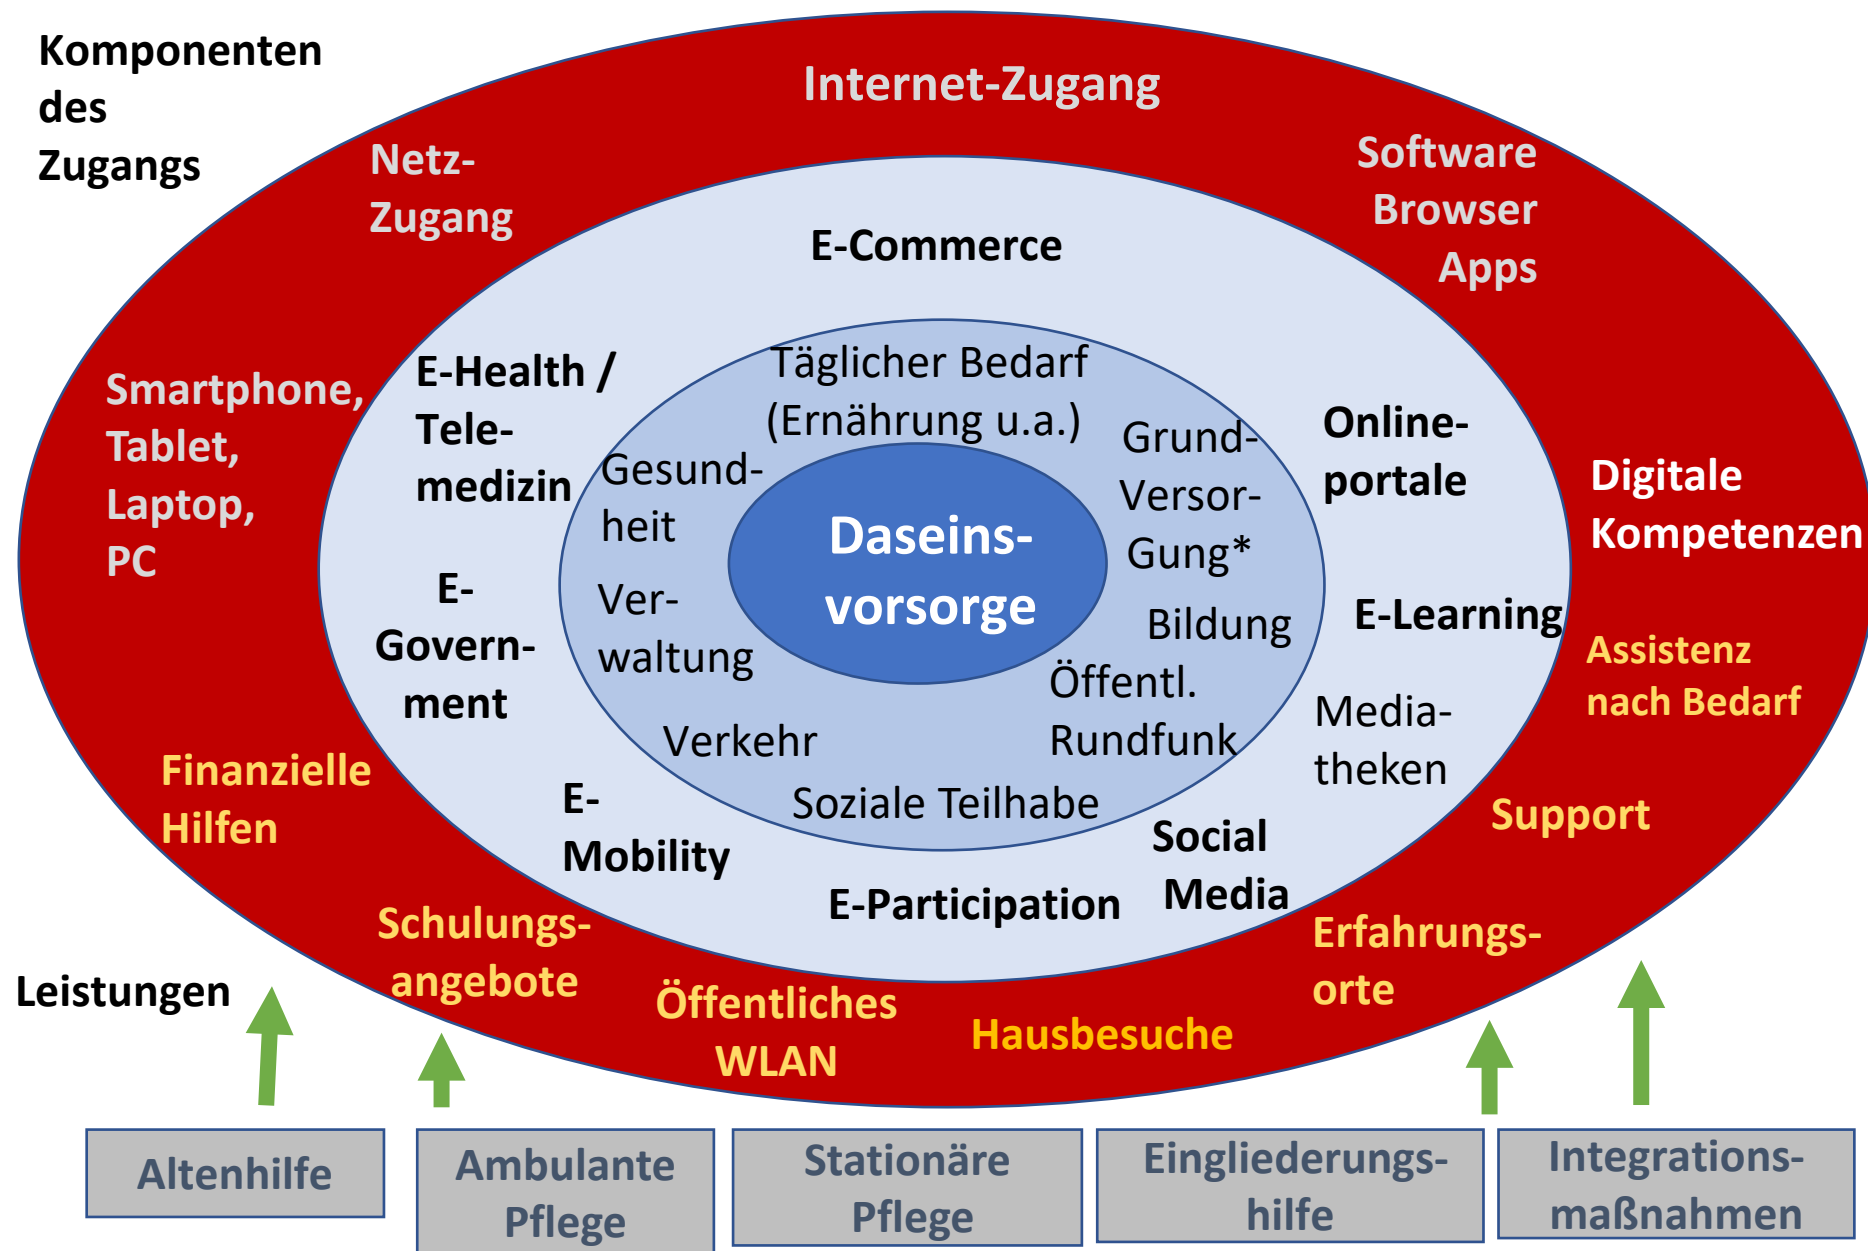 Komponenten
des
Zugangs
Internet-Zugang
Netz-
Zugang
Software
Browser
Apps
E-Commerce
Smartphone,
Tablet,
Laptop,
PC
E-Health /
Tele-
medizin
Täglicher Bedarf
(Ernährung u.a.)
Gesund-
heit
Grund-
Versor-
Gung*
Online-
portale
Digitale
Kompetenzen
Daseins-
vorsorge
E-
Govern-
ment
Ver-
waltung
Bildung
E-Learning
Assistenz
nach Bedarf
Öffentl.
Rundfunk
Media-
theken
Verkehr
Soziale Teilhabe
Finanzielle
Hilfen
E-
Mobility
Social
Media
Support
E-Participation
Schulungs-
angebote
Öffentliches
WLAN
Hausbesuche
Erfahrungs-
orte
Leistungen
Altenhilfe
Ambulante
Pflege
Stationäre
Pflege
Eingliederungs-
hilfe
Integrations-
maßnahmen